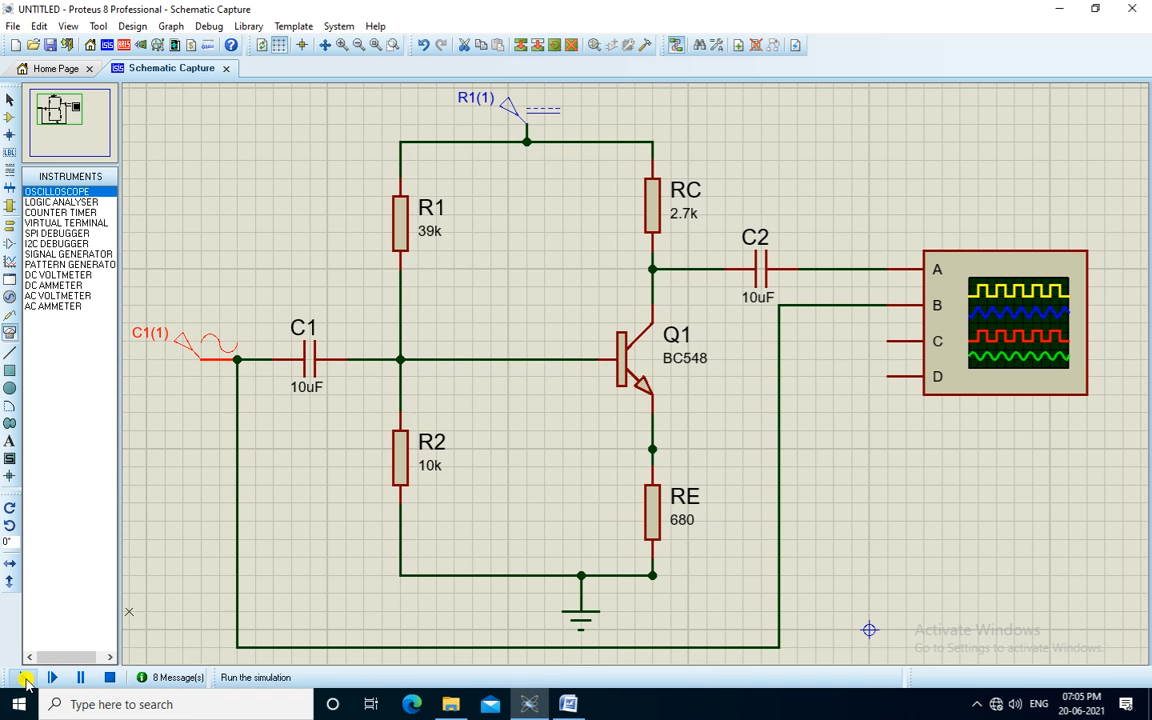 UNTITLED - Proteus 8 Professional - Schematic Capture
File Edit View Tool Design Graph Debug Library Template System Help
Home Page
Schematic Capture
INSTRUMENTS
OSCILLOSCOPE
LOGIC ANALYSER
COUNTER TIMER
VIRTUAL TERMINAL
SPI DEBUGGER
I2C DEBUGGER
SIGNAL GENERATOR
PATTERN GENERATO
DC VOLTMETER
DC AMMETER
AC VOLTMETER
AC AMMETER
LBL
A
S
0°
R1(1)
R1
39k
RC
2.7k
C2
10uF
C1(1)
C1
10uF
Q1
BC548
R2
10k
RE
680
A
B
C
D
Activate Windows
Go to Settings to activate Windows.
8 Message(s)
Run the simulation
Type here to search
ENG
07:05 PM
20-06-2021